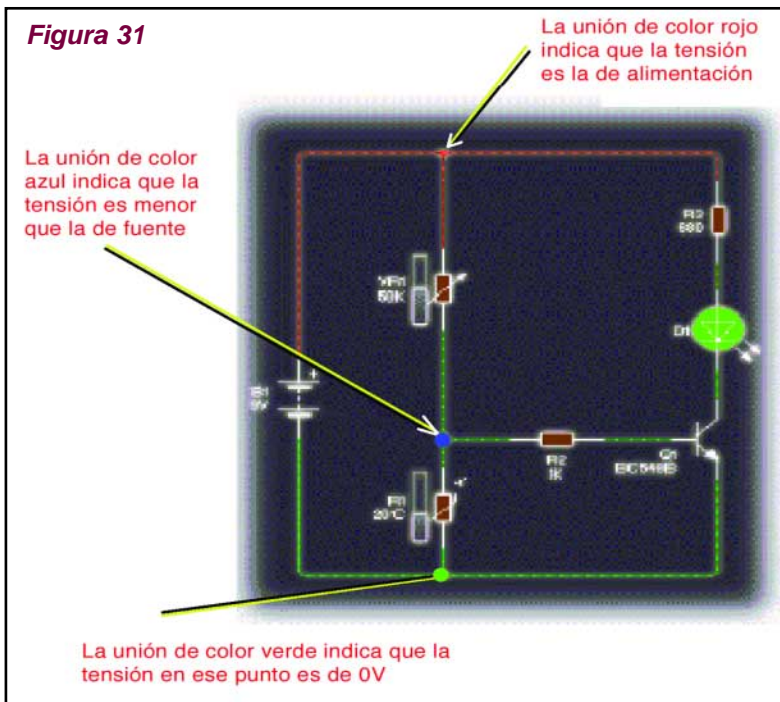 Figura 31
La unión de color rojo
indica que la tensión
es la de alimentación
La unión de color
azul indica que la
tensión es menor
que la de fuente
R3
680
VR1
50K
D1
9V
R2
1K
Q1
BC548B
R1
20°C
La unión de color verde indica que la
tensión en ese punto es de 0V